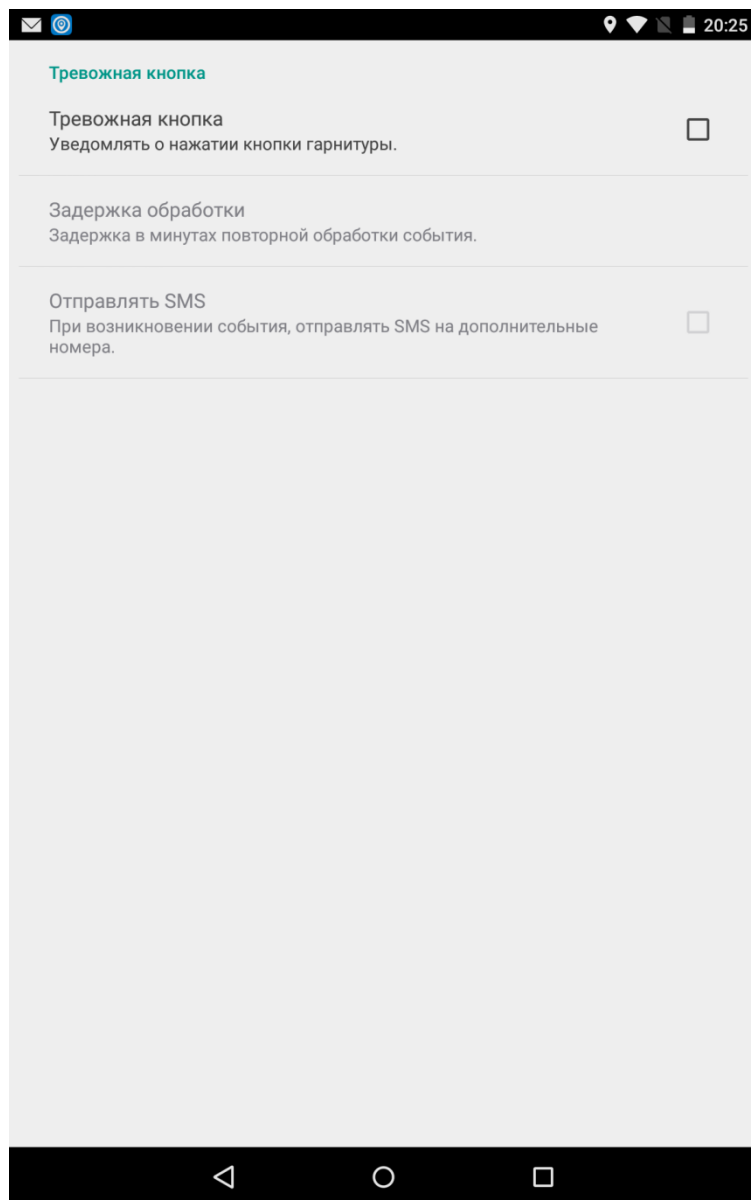 20:25
Тревожная кнопка
Тревожная кнопка
Уведомлять о нажатии кнопки гарнитуры.
Задержка обработки
Задержка в минутах повторной обработки события.
Отправлять SMS
При возникновении события, отправлять SMS на дополнительные
номера.